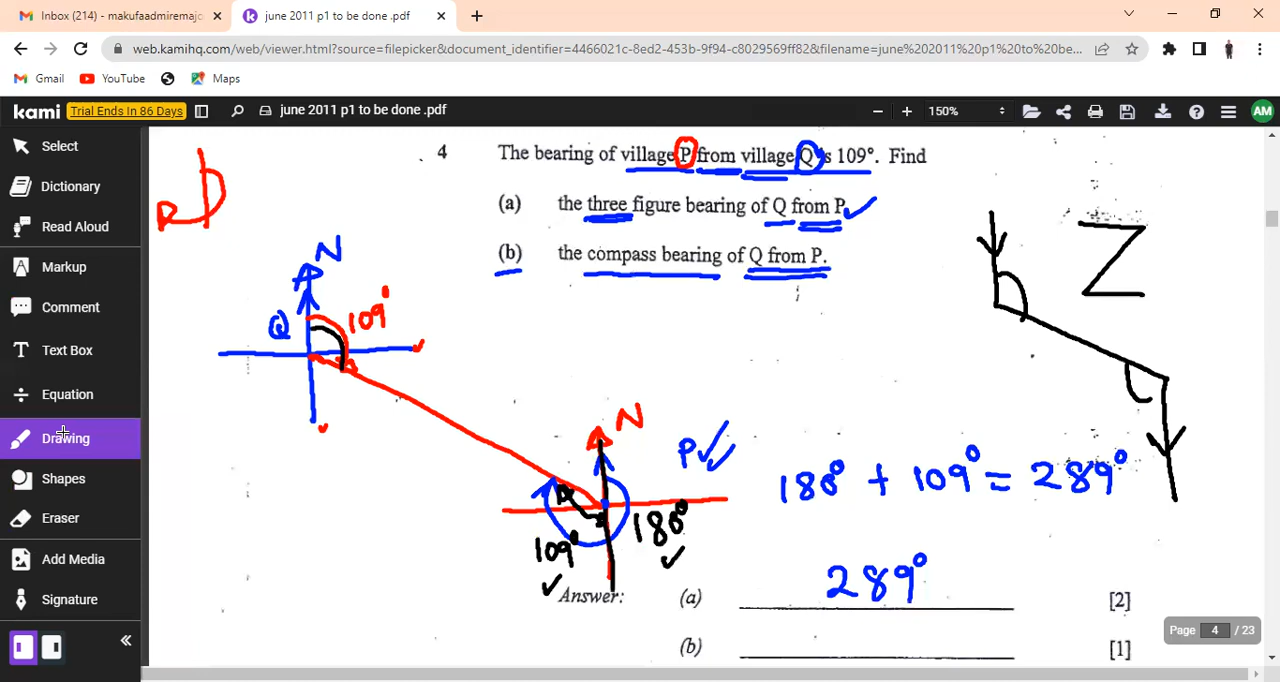 Inbox (214) - makufaadmiremajo
june 2011 p1 to be done .pdf
web.kamihq.com/web/viewer.html?source=filepicker&document_identifier=4466021c-8ed2-453b-9f94-c8029569ff82&filename=june%202011%20p1%20to%20be...
Gmail
YouTube
Maps
kami
Trial Ends In 86 Days
june 2011 p1 to be done .pdf
150%
AM
Select
Dictionary
Read Aloud
Markup
Comment
Text Box
Equation
Drawing
Shapes
Eraser
Add Media
Signature
4 The bearing of village P from village Q is 109°. Find
(a) the three figure bearing of Q from P
(b) the compass bearing of Q from P.
N
Q
109°
Z
N
P
109°
180°
180° + 109° = 289°
Answer: (a) 289° [2]
(b) [1]
Page 4 / 23